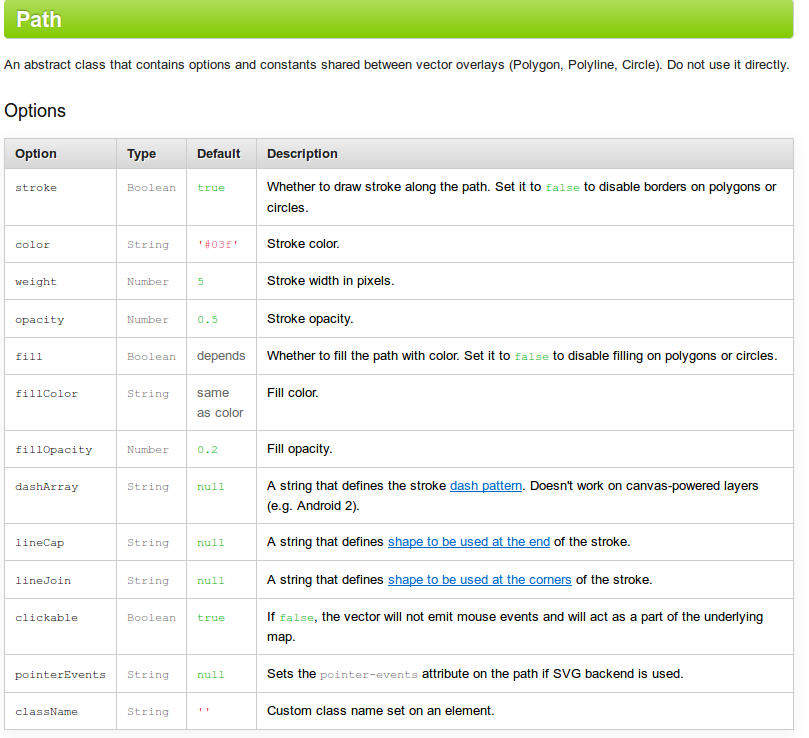 Path
An abstract class that contains options and constants shared between vector overlays (Polygon, Polyline, Circle). Do not use it directly.
Options
Option Type Default Description
stroke Boolean true Whether to draw stroke along the path. Set it to false to disable borders on polygons or
circles.
color String '#03f' Stroke color.
weight Number 5 Stroke width in pixels.
opacity Number 0.5 Stroke opacity.
fill Boolean depends Whether to fill the path with color. Set it to false to disable filling on polygons or circles.
fillColor String same Fill color.
as color
fillOpacity Number 0.2 Fill opacity.
dashArray String null A string that defines the stroke dash pattern. Doesn't work on canvas-powered layers
(e.g. Android 2).
lineCap String null A string that defines shape to be used at the end of the stroke.
lineJoin String null A string that defines shape to be used at the corners of the stroke.
clickable Boolean true If false, the vector will not emit mouse events and will act as a part of the underlying
map.
pointerEvents String null Sets the pointer-events attribute on the path if SVG backend is used.
className String '' Custom class name set on an element.